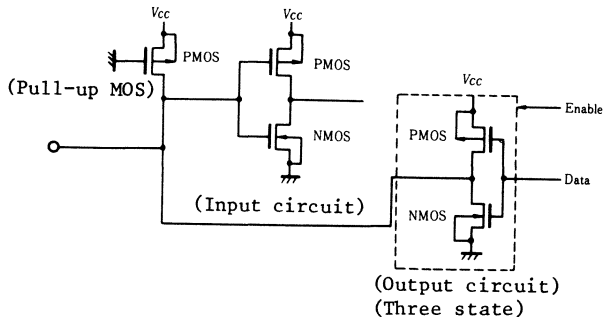 Vcc
Vcc
PMOS
PMOS
(Pull-up MOS)
Vcc
Enable
PMOS
NMOS
Data
(Input circuit)
NMOS
(Output circuit)
(Three state)